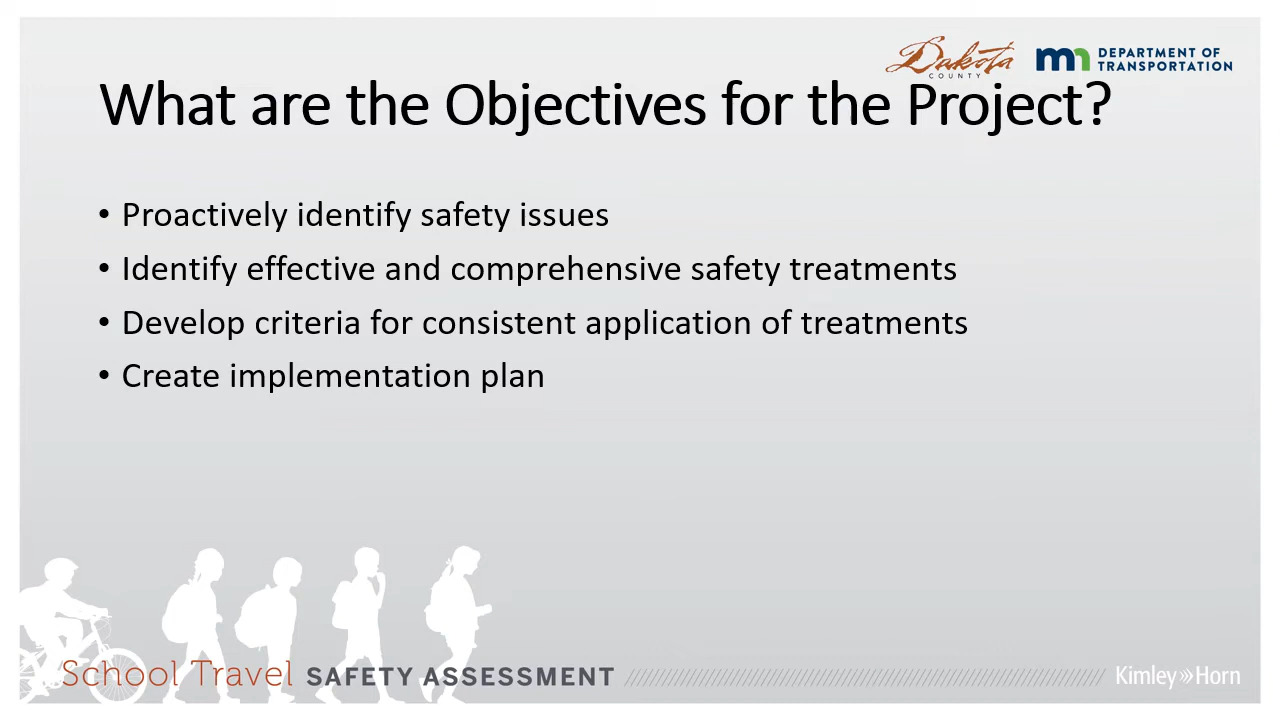 Dakota
COUNTY
mn DEPARTMENT OF
TRANSPORTATION
What are the Objectives for the Project?
• Proactively identify safety issues
• Identify effective and comprehensive safety treatments
• Develop criteria for consistent application of treatments
• Create implementation plan
School Travel SAFETY ASSESSMENT
Kimley»Horn